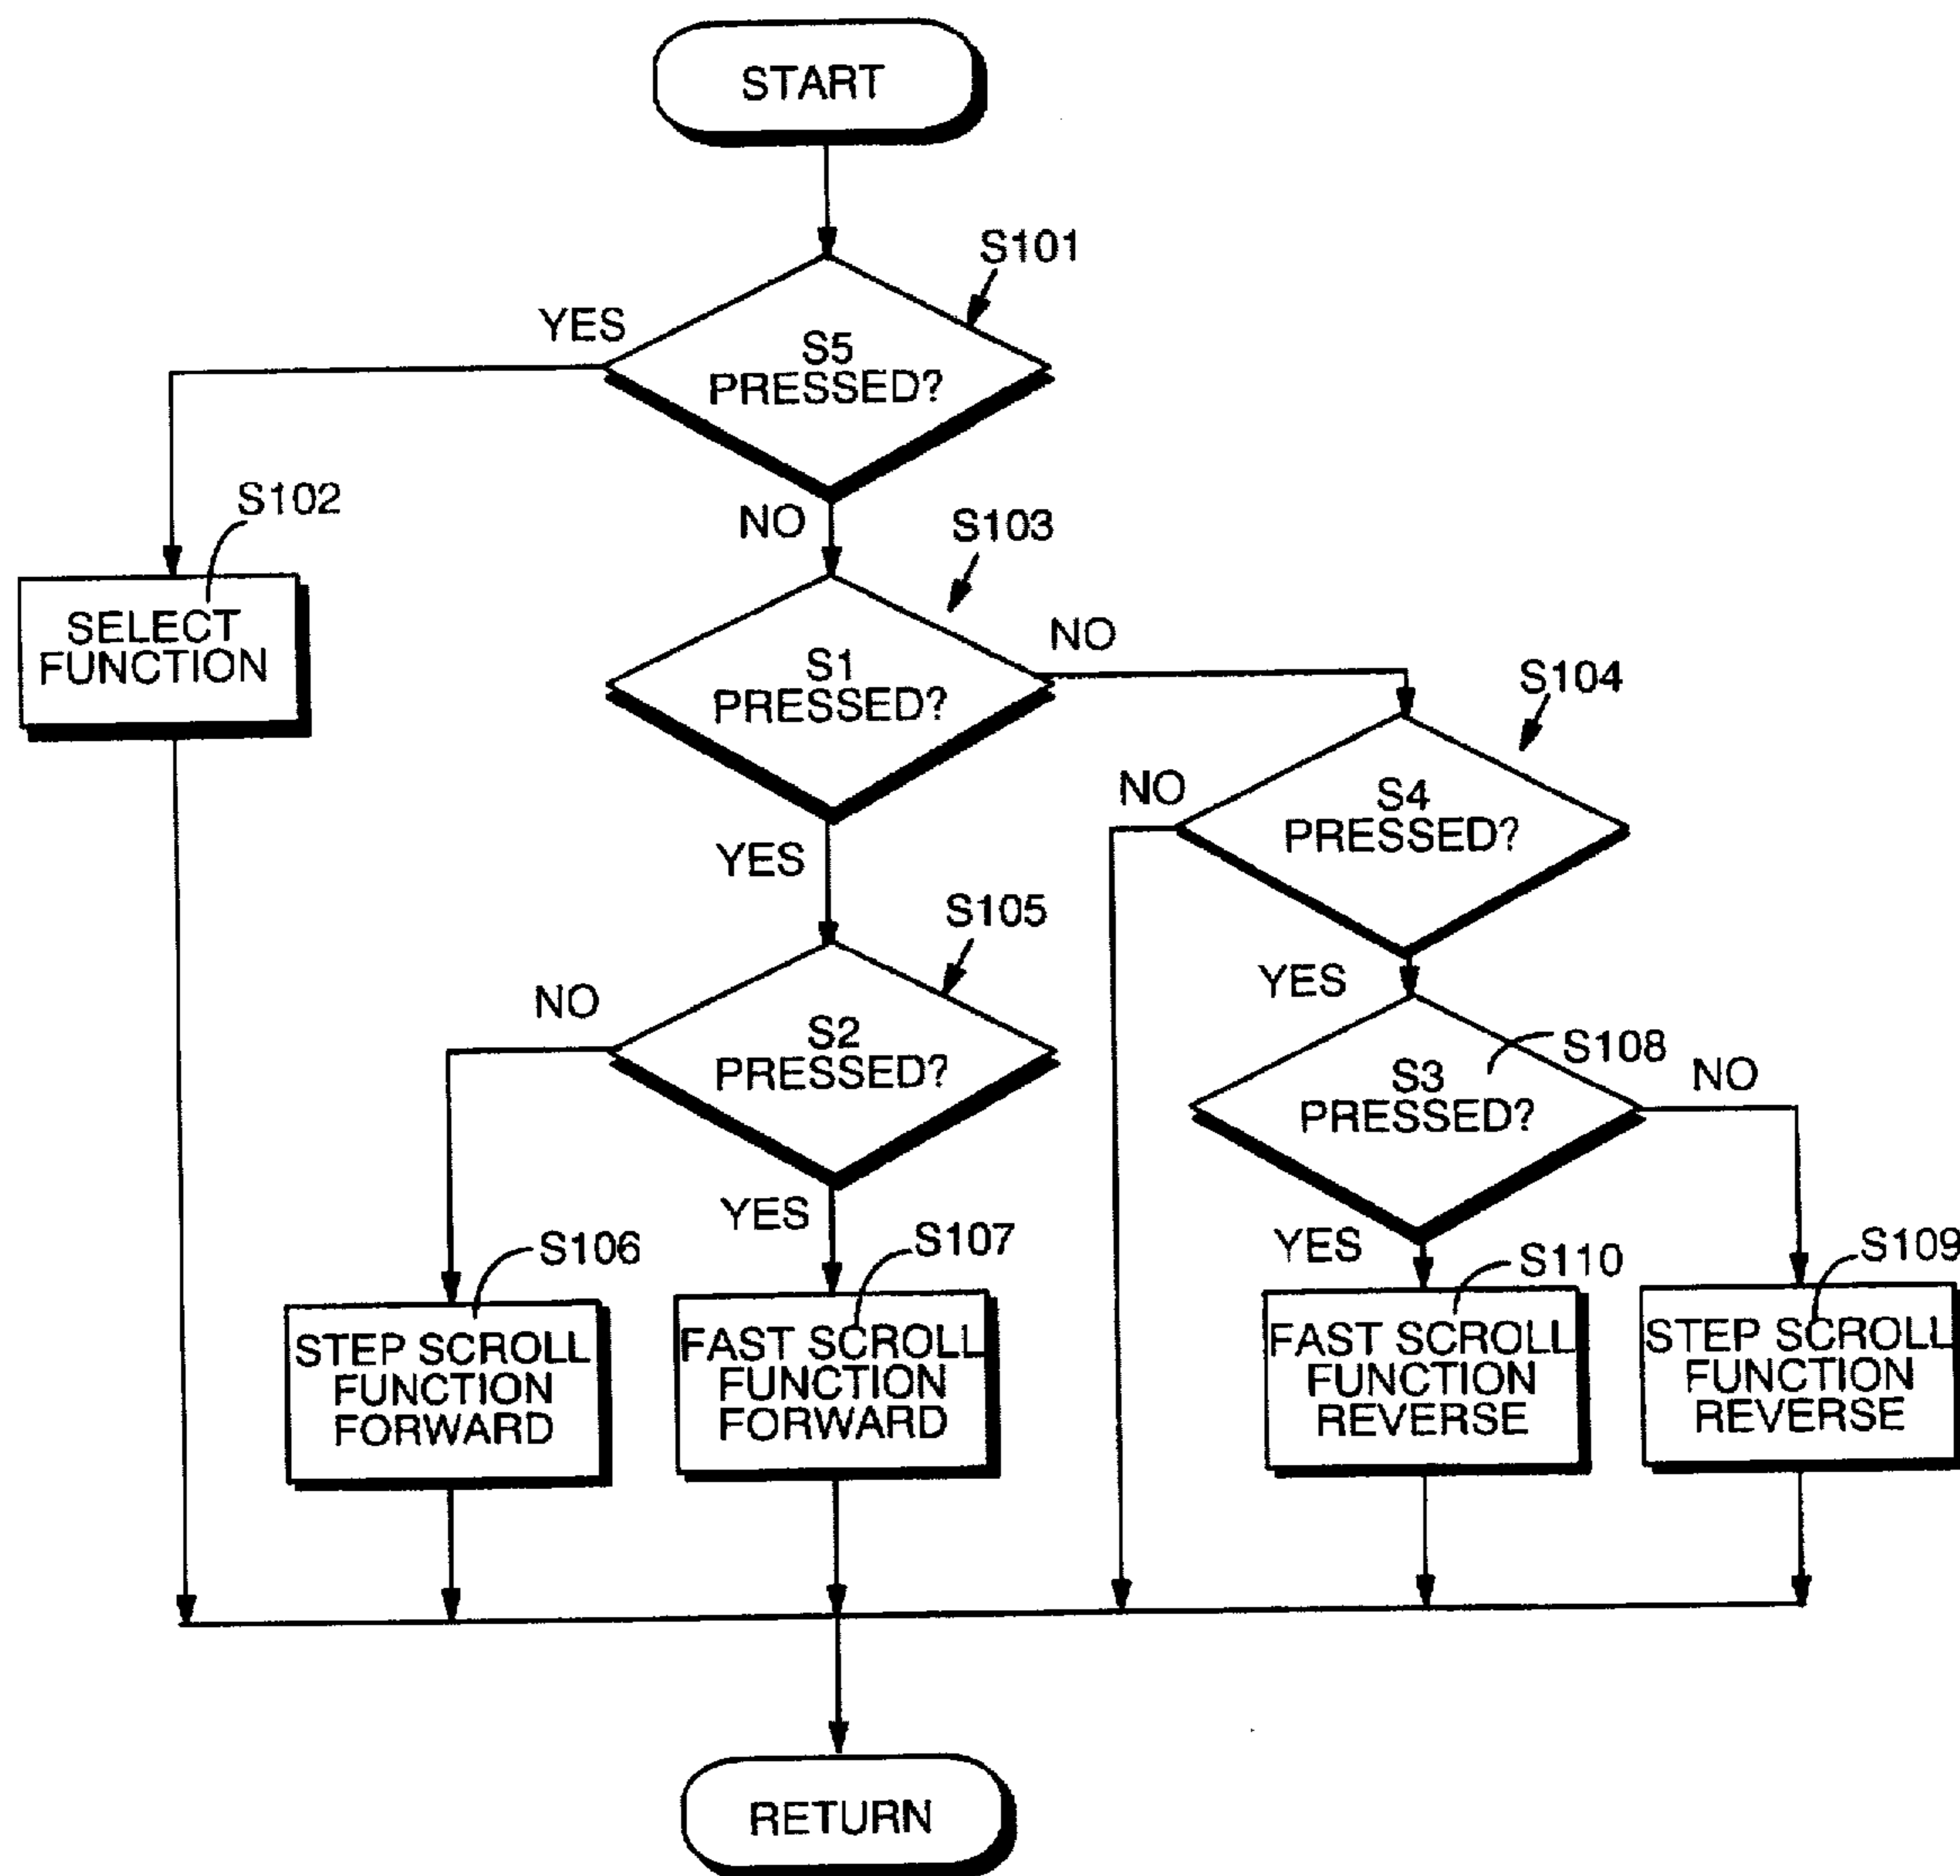 START
S101
YES
S5
PRESSED?
S102
NO
S103
SELECT
FUNCTION
S1
PRESSED?
NO
S104
NO
S4
PRESSED?
YES
S105
YES
NO
S2
PRESSED?
S108
S3
PRESSED?
NO
YES
S106
S107
YES
S110
S109
STEP SCROLL
FUNCTION
FORWARD
FAST SCROLL
FUNCTION
FORWARD
FAST SCROLL
FUNCTION
REVERSE
STEP SCROLL
FUNCTION
REVERSE
RETURN